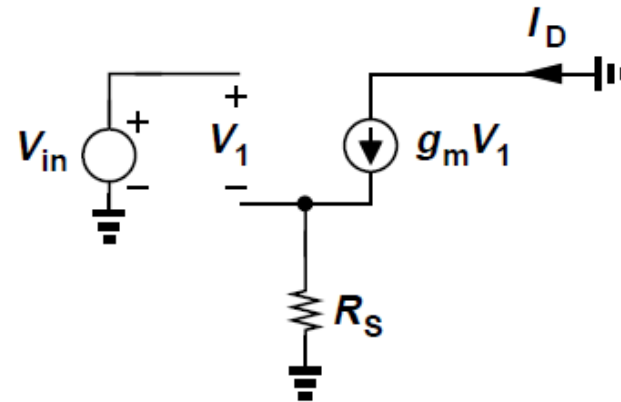 I_D
+
V_in
+
−
V_1
−
g_mV_1
R_S